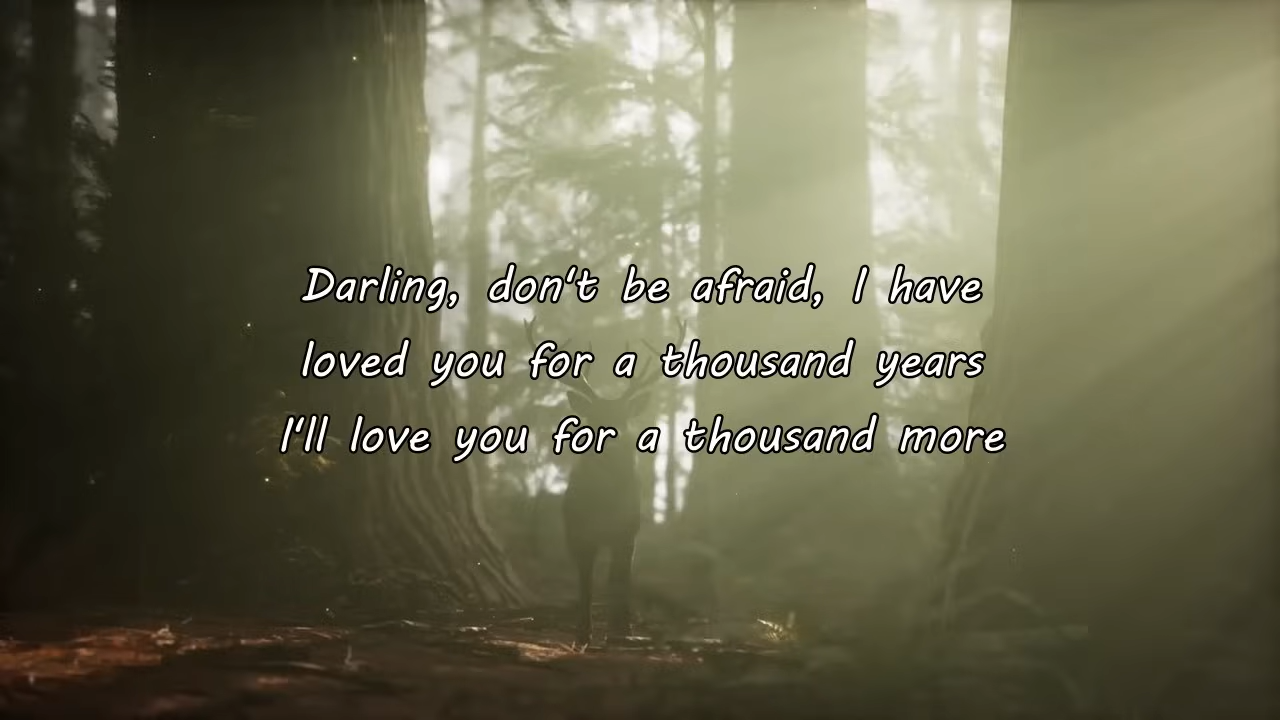 Darling, don't be afraid, I have
loved you for a thousand years
I'll love you for a thousand more